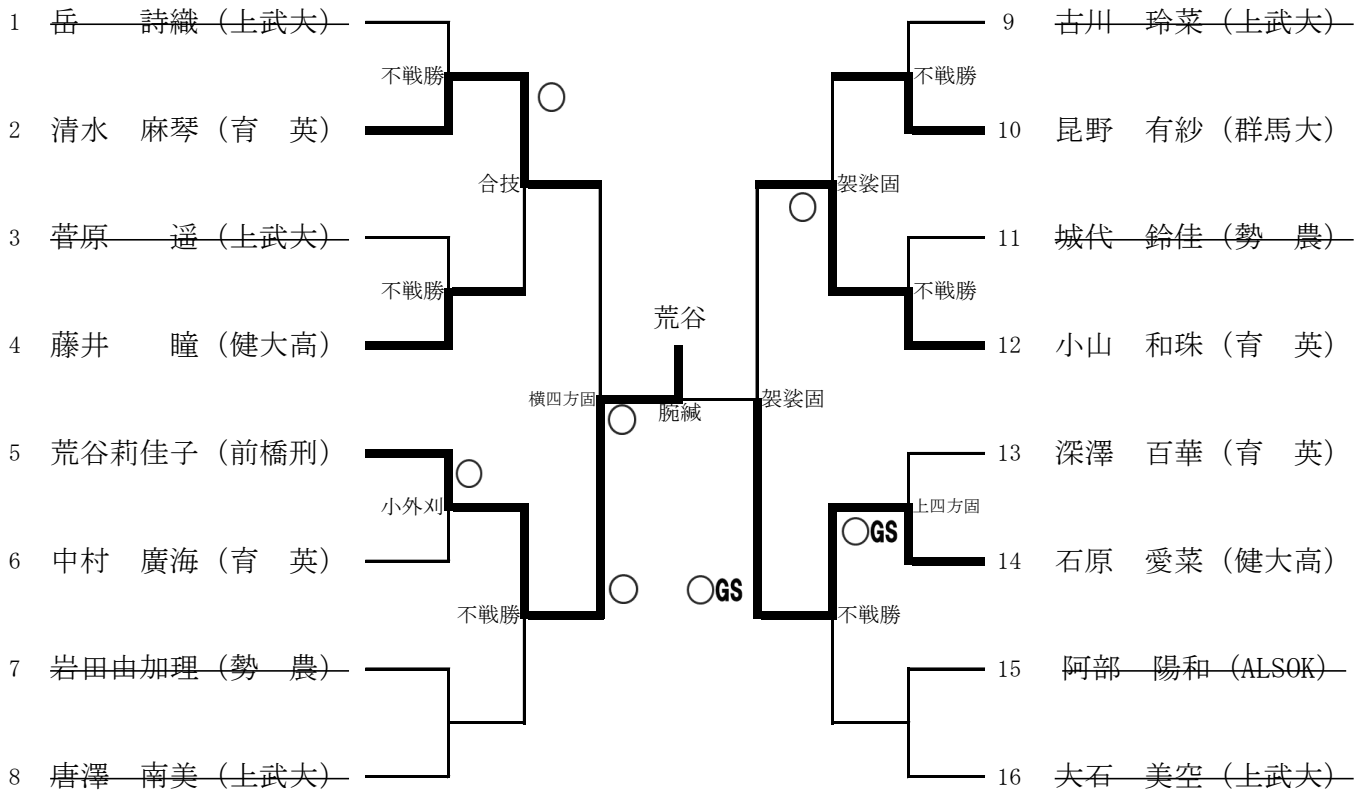 1 岳　　詩織（上武大）
不戦勝
○
2 清水　麻琴（育　英）
合技
3 菅原　　遥（上武大）
不戦勝
4 藤井　　瞳（健大高）
横四方固
○
5 荒谷莉佳子（前橋刑）
○
小外刈
6 中村　廣海（育　英）
○
不戦勝
7 岩田由加理（勢　農）
8 唐澤　南美（上武大）
荒谷
腕緘
9 古川　玲菜（上武大）
不戦勝
10 昆野　有紗（群馬大）
袈裟固
○
11 城代　鈴佳（勢　農）
不戦勝
12 小山　和珠（育　英）
袈裟固
13 深澤　百華（育　英）
上四方固
○GS
14 石原　愛菜（健大高）
○GS
不戦勝
15 阿部　陽和（ALSOK）
16 大石　美空（上武大）